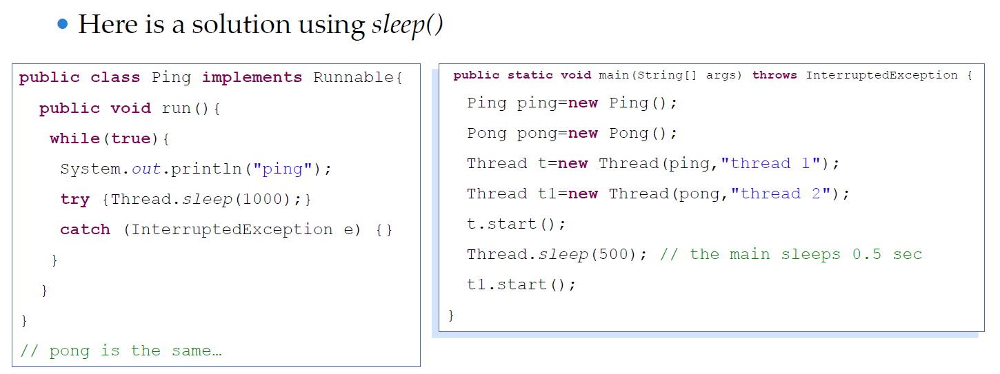 • Here is a solution using sleep()
public class Ping implements Runnable{
public void run(){
while(true){
System.out.println("ping");
try {Thread.sleep(1000);}
catch (InterruptedException e) {}
}
}
}
// pong is the same…
public static void main(String[] args) throws InterruptedException {
Ping ping=new Ping();
Pong pong=new Pong();
Thread t=new Thread(ping,"thread 1");
Thread t1=new Thread(pong,"thread 2");
t.start();
Thread.sleep(500); // the main sleeps 0.5 sec
t1.start();
}